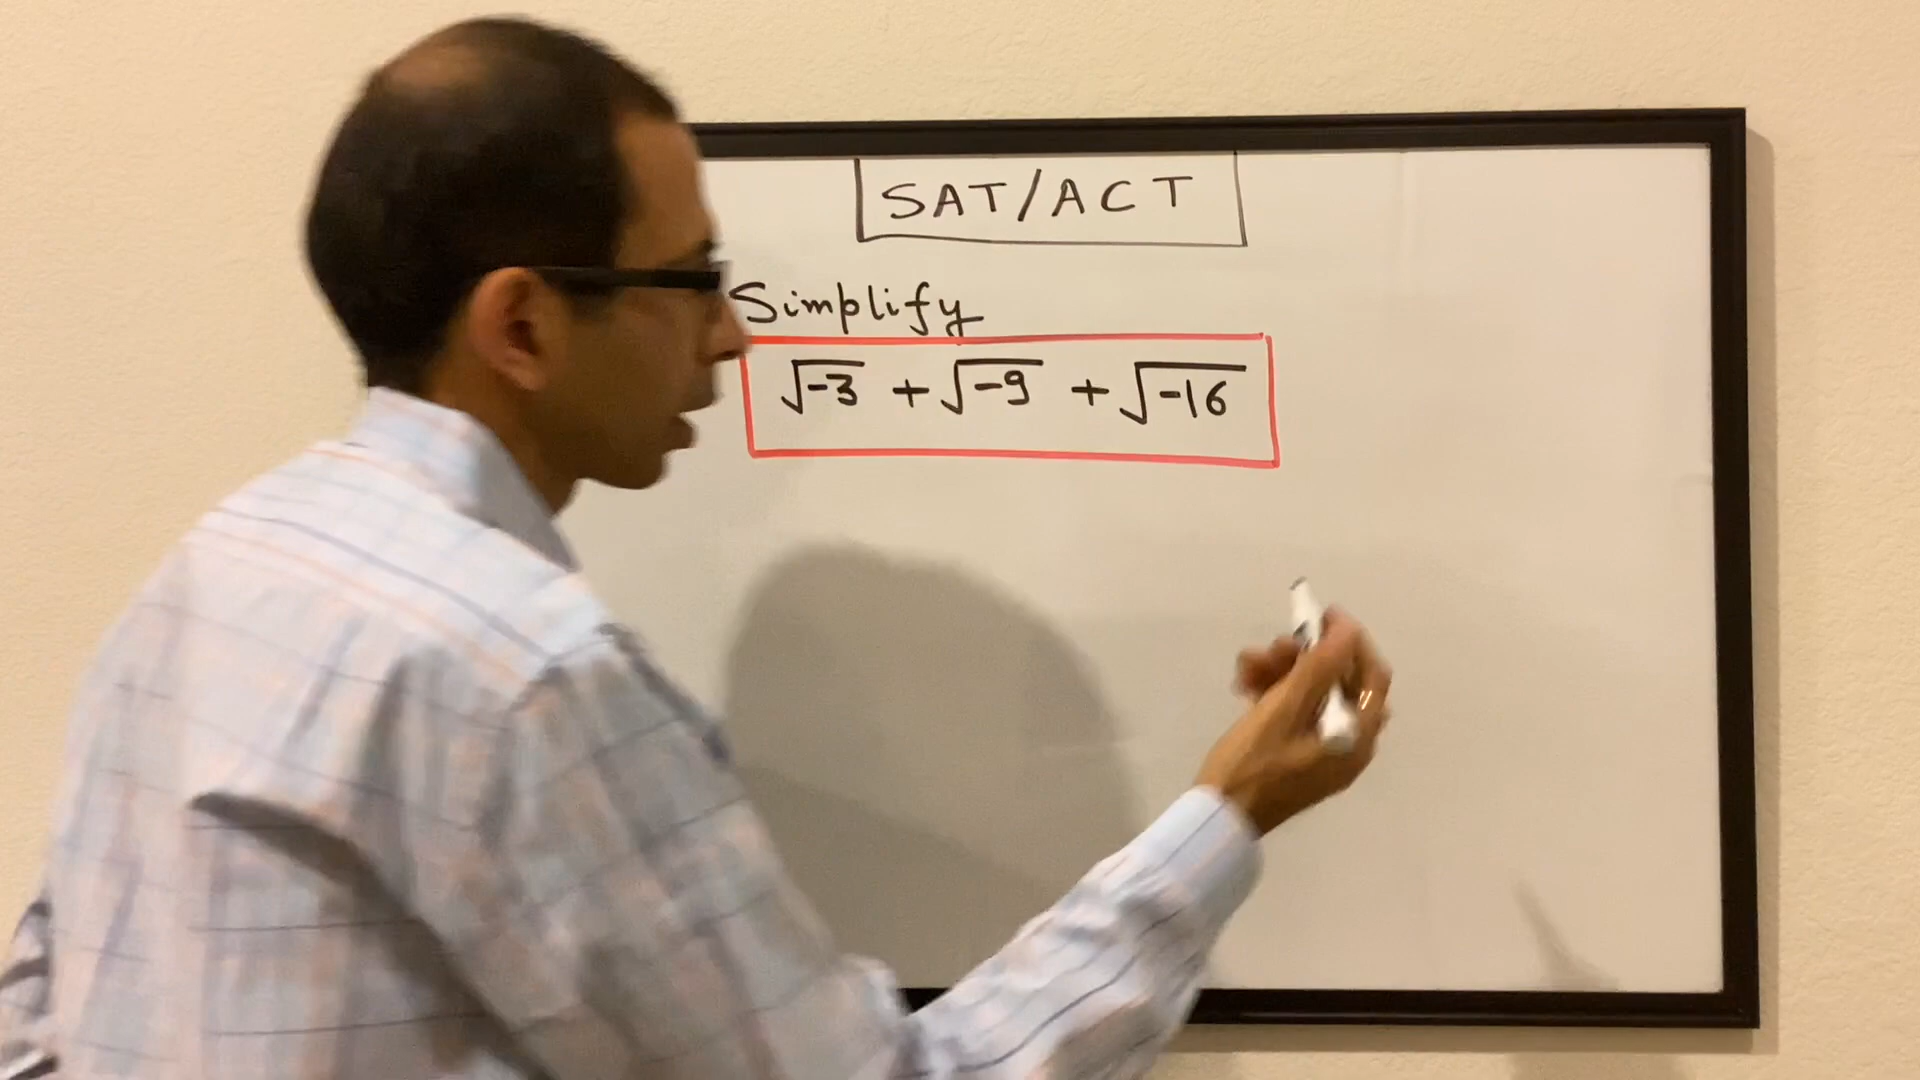 SAT/ACT
Simplify
√-3 + √-9 + √-16